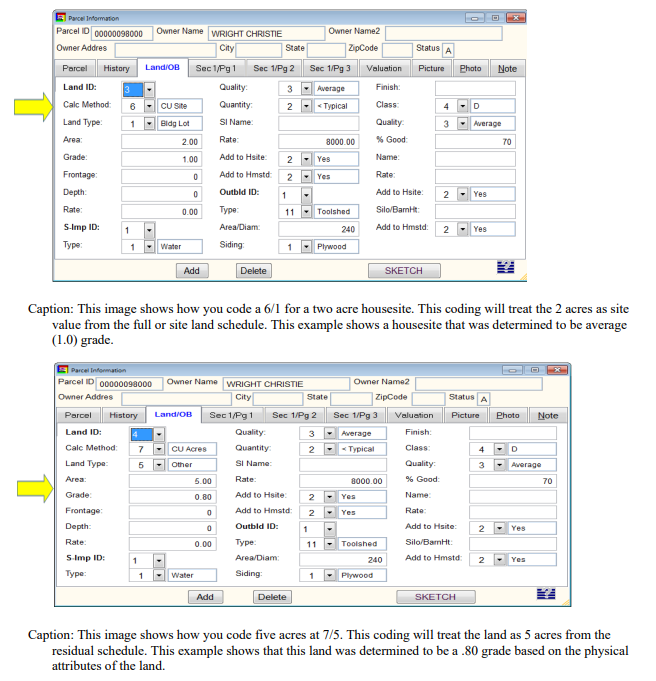 Parcel Information
Parcel ID 00000098000 Owner Name WRIGHT CHRISTIE Owner Name2
Owner Addres City State ZipCode Status A
Parcel History Land/OB Sec 1/Pg 1 Sec 1/Pg 2 Sec 1/Pg 3 Valuation Picture Photo Note
Land ID: 3 Quality: 3 Average Finish:
Calc Method: 6 CU Site Quantity: 2 < Typical Class: 4 D
Land Type: 1 Bldg Lot SI Name: Quality: 3 Average
Area: 2.00 Rate: 8000.00 % Good: 70
Grade: 1.00 Add to Hsite: 2 Yes Name:
Frontage: 0 Add to Hmstd: 2 Yes Rate:
Depth: 0 Outbld ID: 1 Add to Hsite: 2 Yes
Rate: 0.00 Type: 11 Toolshed Silo/BarnHt:
S-Imp ID: 1 Area/Diam: 240 Add to Hmstd: 2 Yes
Type: 1 Water Siding: 1 Plywood
Add Delete SKETCH
Caption: This image shows how you code a 6/1 for a two acre housesite. This coding will treat the 2 acres as site
value from the full or site land schedule. This example shows a housesite that was determined to be average
(1.0) grade.
Parcel Information
Parcel ID 00000098000 Owner Name WRIGHT CHRISTIE Owner Name2
Owner Addres City State ZipCode Status A
Parcel History Land/OB Sec 1/Pg 1 Sec 1/Pg 2 Sec 1/Pg 3 Valuation Picture Photo Note
Land ID: 4 Quality: 3 Average Finish:
Calc Method: 7 CU Acres Quantity: 2 < Typical Class: 4 D
Land Type: 5 Other SI Name: Quality: 3 Average
Area: 5.00 Rate: 8000.00 % Good: 70
Grade: 0.80 Add to Hsite: 2 Yes Name:
Frontage: 0 Add to Hmstd: 2 Yes Rate:
Depth: 0 Outbld ID: 1 Add to Hsite: 2 Yes
Rate: 0.00 Type: 11 Toolshed Silo/BarnHt:
S-Imp ID: 1 Area/Diam: 240 Add to Hmstd: 2 Yes
Type: 1 Water Siding: 1 Plywood
Add Delete SKETCH
Caption: This image shows how you code five acres at 7/5. This coding will treat the land as 5 acres from the
residual schedule. This example shows that this land was determined to be a .80 grade based on the physical
attributes of the land.